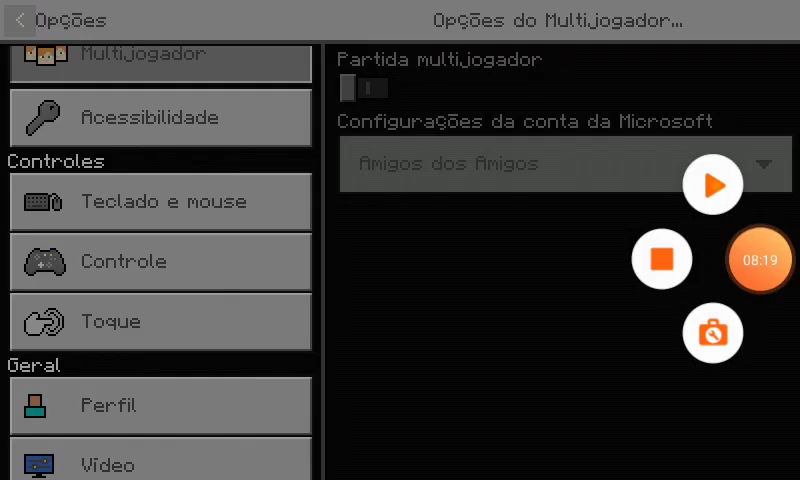 Opções
Opções do Multijogador...
Multijogador
Acessibilidade
Controles
Teclado e mouse
Controle
Toque
Geral
Perfil
Vídeo
Partida multijogador
Configurações da conta da Microsoft
Amigos dos Amigos
08:19